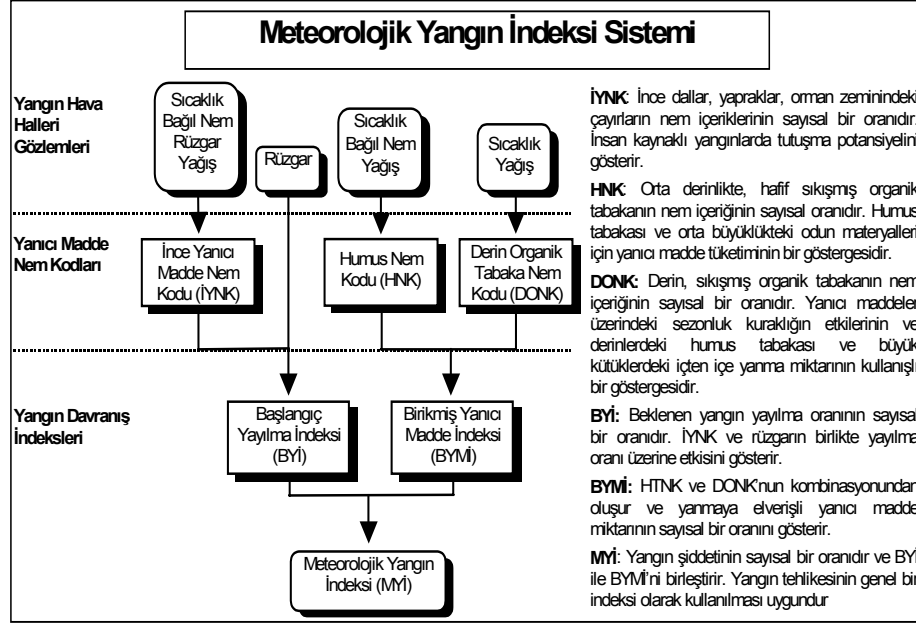 Meteorolojik Yangın İndeksi Sistemi
Yangın Hava
Halleri
Gözlemleri
Sıcaklık
Bağıl Nem
Rüzgar
Yağış
Rüzgar
Sıcaklık
Bağıl Nem
Yağış
Sıcaklık
Yağış
Yanıcı Madde
Nem Kodları
İnce Yanıcı
Madde Nem
Kodu (İYNK)
Humus Nem
Kodu (HNK)
Derin Organik
Tabaka Nem
Kodu (DONK)
Yangın Davranış
İndeksleri
Başlangıç
Yayılma İndeksi
(BYİ)
Birikmiş Yanıcı
Madde İndeksi
(BYMİ)
Meteorolojik Yangın
İndeksi (MYİ)
İYNK: İnce dallar, yapraklar, orman zeminindeki
çayırların nem içeriklerinin sayısal bir oranıdır.
İnsan kaynaklı yangınlarda tutuşma potansiyelini
gösterir.
HNK: Orta derinlikte, hafif sıkışmış organik
tabakanın nem içeriğinin sayısal oranıdır. Humus
tabakası ve orta büyüklükteki odun materyalleri
için yanıcı madde tüketiminin bir göstergesidir.
DONK: Derin, sıkışmış organik tabakanın nem
içeriğinin sayısal bir oranıdır. Yanıcı maddeler
üzerindeki sezonluk kuraklığın etkilerinin ve
derinlerdeki humus tabakası ve büyük
kütüklerdeki içten içe yanma miktarının kullanışlı
bir göstergesidir.
BYİ: Beklenen yangın yayılma oranının sayısal
bir oranıdır. İYNK ve rüzgarın birlikte yayılma
oranı üzerine etkisini gösterir.
BYMİ: HTNK ve DONK'nun kombinasyonundan
oluşur ve yanmaya elverişli yanıcı madde
miktarının sayısal bir oranını gösterir.
MYİ: Yangın şiddetinin sayısal bir oranıdır ve BYİ
ile BYMİ'ni birleştirir. Yangın tehlikesinin genel bir
indeksi olarak kullanılması uygundur